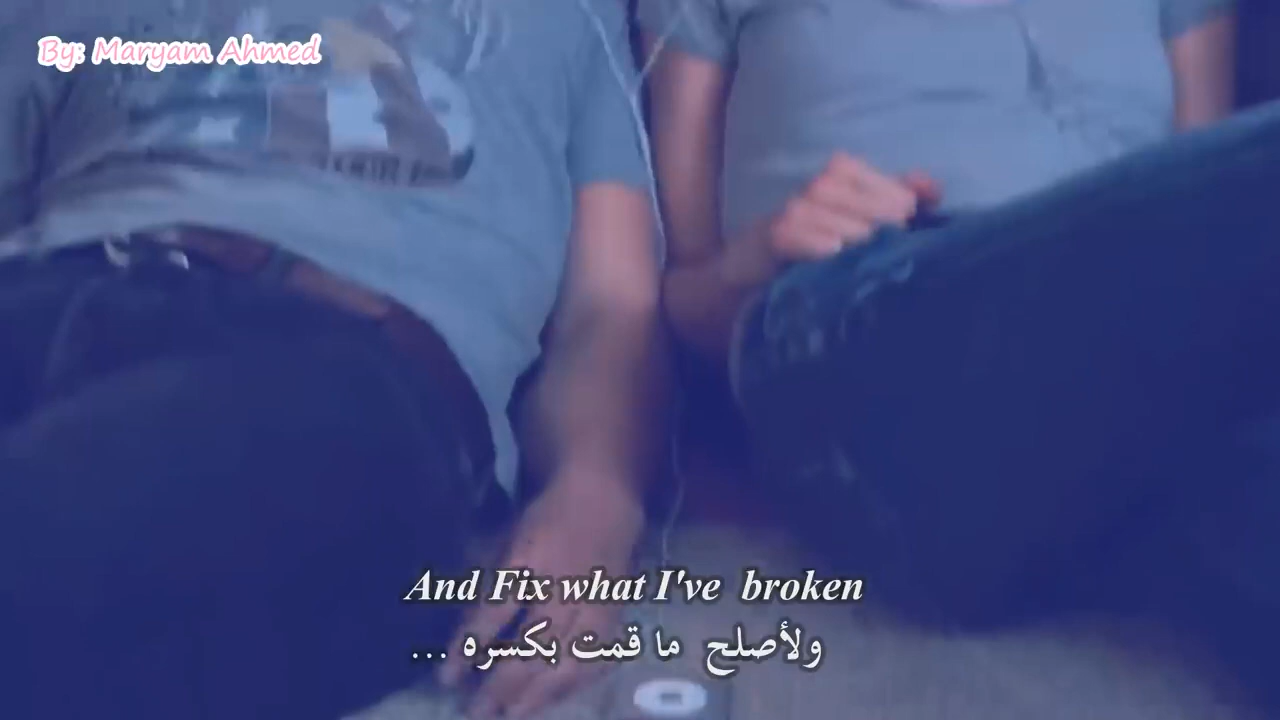 By: Maryam Ahmed
And Fix what I've broken
ولأصلح ما قمت بكسره ...